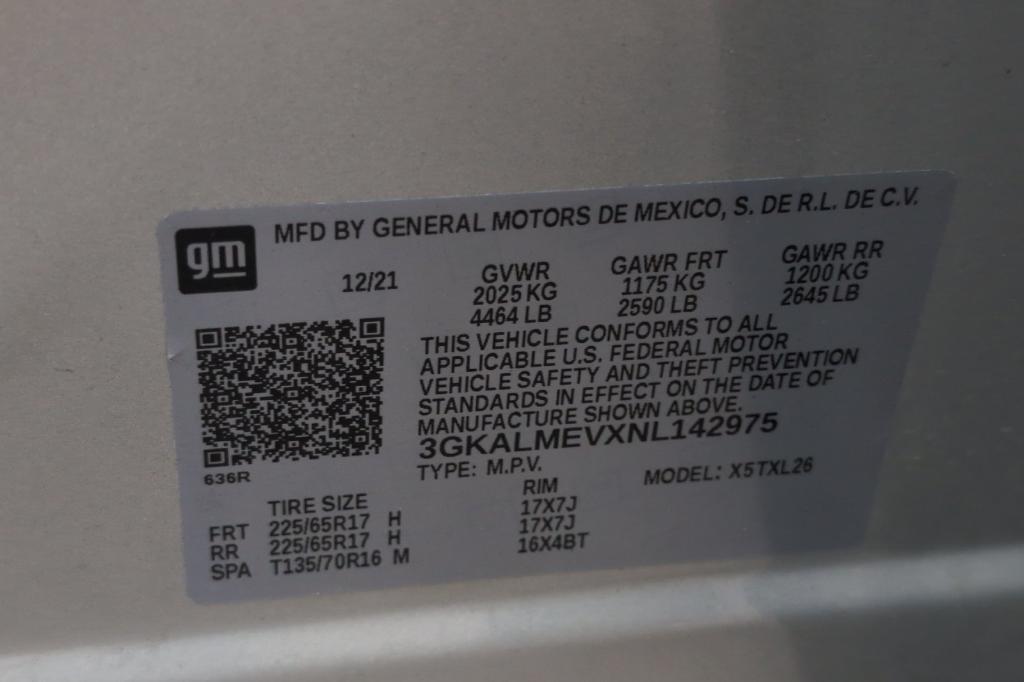 gm
MFD BY GENERAL MOTORS DE MEXICO, S. DE R.L. DE C.V.
12/21
GVWR GAWR FRT GAWR RR
2025 KG 1175 KG 1200 KG
4464 LB 2590 LB 2645 LB
THIS VEHICLE CONFORMS TO ALL
APPLICABLE U.S. FEDERAL MOTOR
VEHICLE SAFETY AND THEFT PREVENTION
STANDARDS IN EFFECT ON THE DATE OF
MANUFACTURE SHOWN ABOVE.
3GKALMEVXNL142975
TYPE: M.P.V. MODEL: X5TXL26
636R
TIRE SIZE RIM
FRT 225/65R17 H 17X7J
RR 225/65R17 H 17X7J
SPA T135/70R16 M 16X4BT